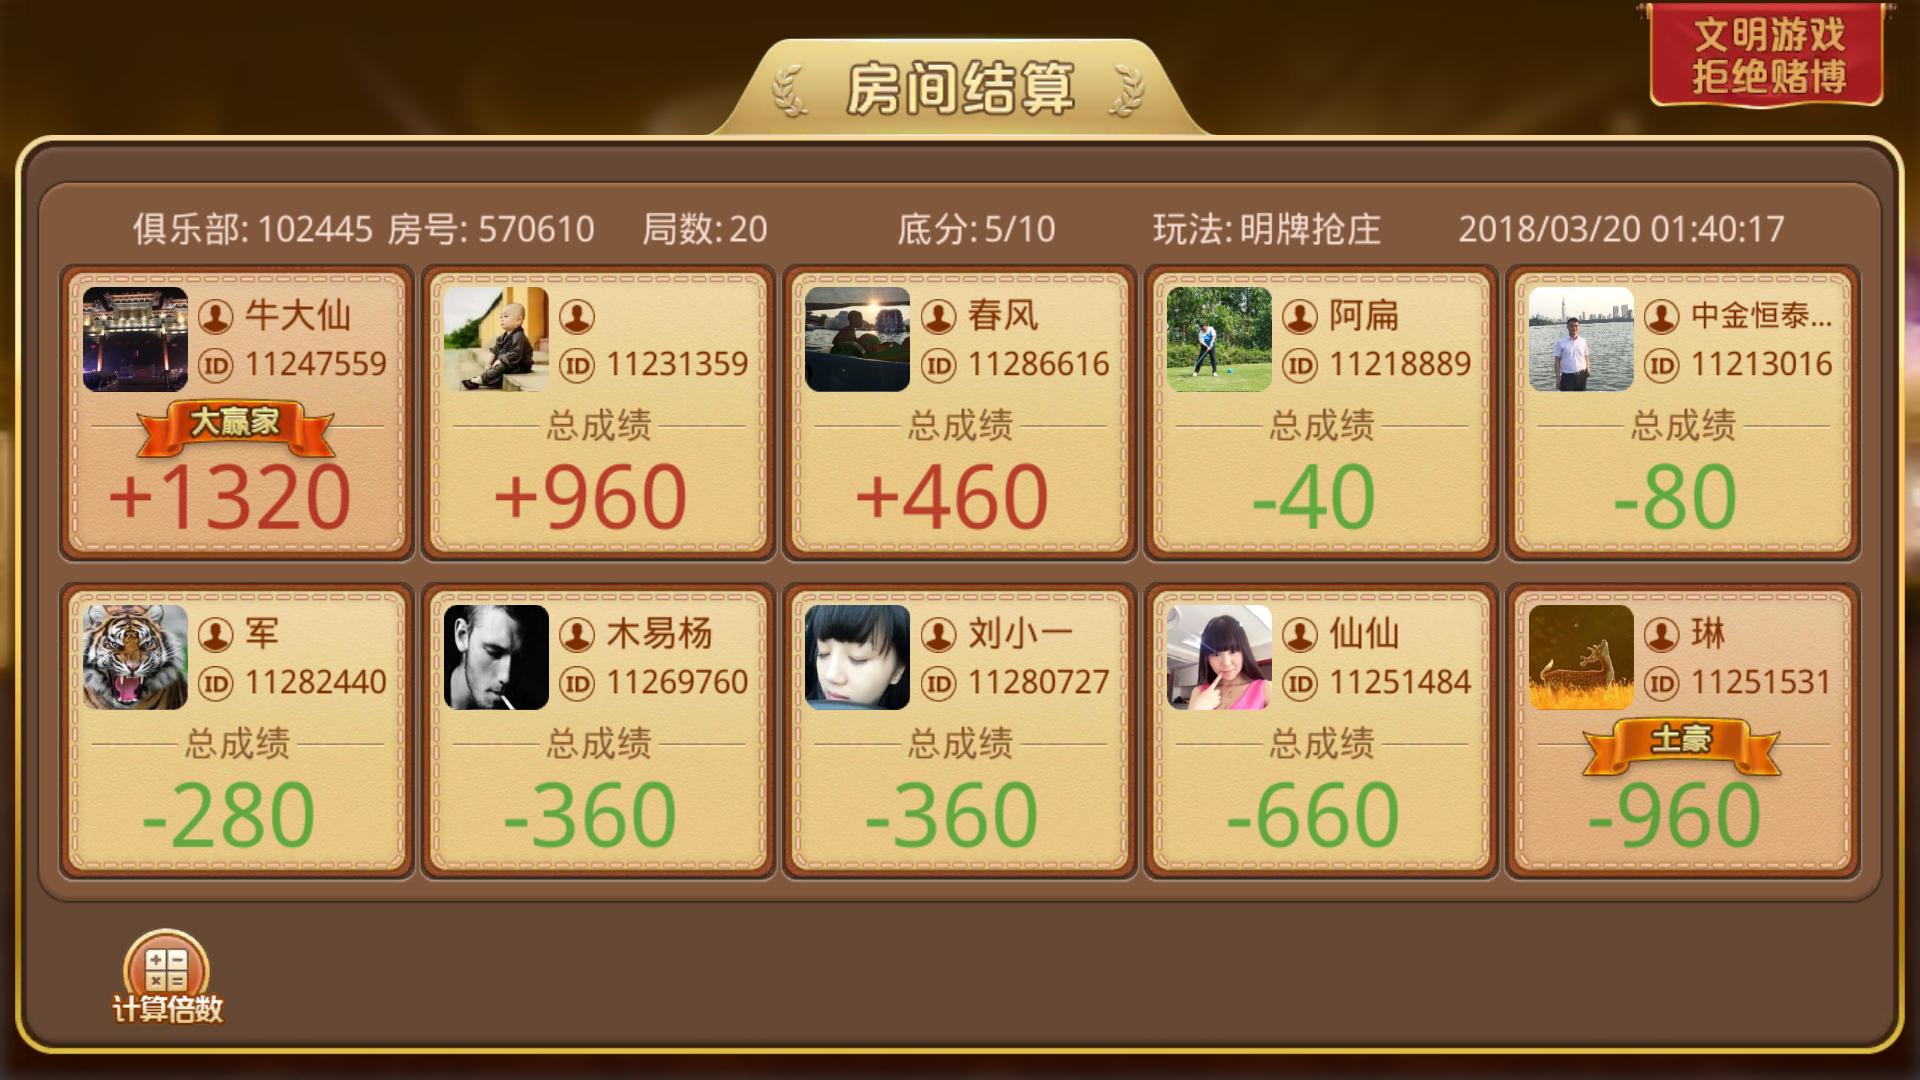 文明游戏
拒绝赌博
房间结算
俱乐部: 102445 房号: 570610 局数: 20 底分: 5/10 玩法: 明牌抢庄 2018/03/20 01:40:17
牛大仙
ID 11247559
大赢家
+1320
ID 11231359
总成绩
+960
春风
ID 11286616
总成绩
+460
阿扁
ID 11218889
总成绩
-40
中金恒泰...
ID 11213016
总成绩
-80
军
ID 11282440
总成绩
-280
木易杨
ID 11269760
总成绩
-360
刘小一
ID 11280727
总成绩
-360
仙仙
ID 11251484
总成绩
-660
琳
ID 11251531
土豪
-960
计算倍数